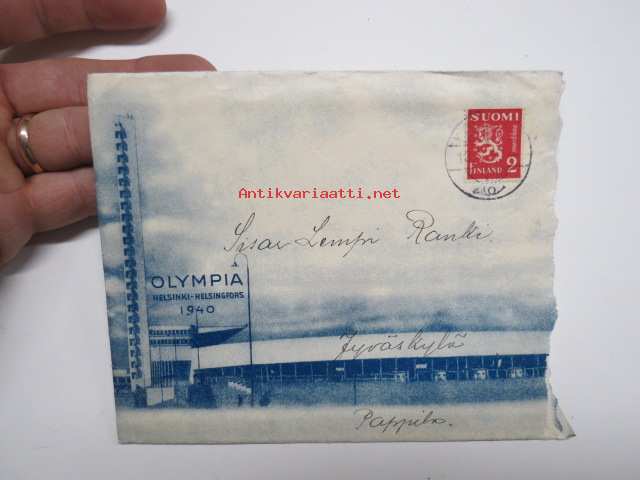 SUOMI
markkaa
FINLAND 2
Antikvariaatti.net
Sisar Lempi Ranki.
OLYMPIA
HELSINKI-HELSINGFORS
1940
Jyväskylä
Pappila.